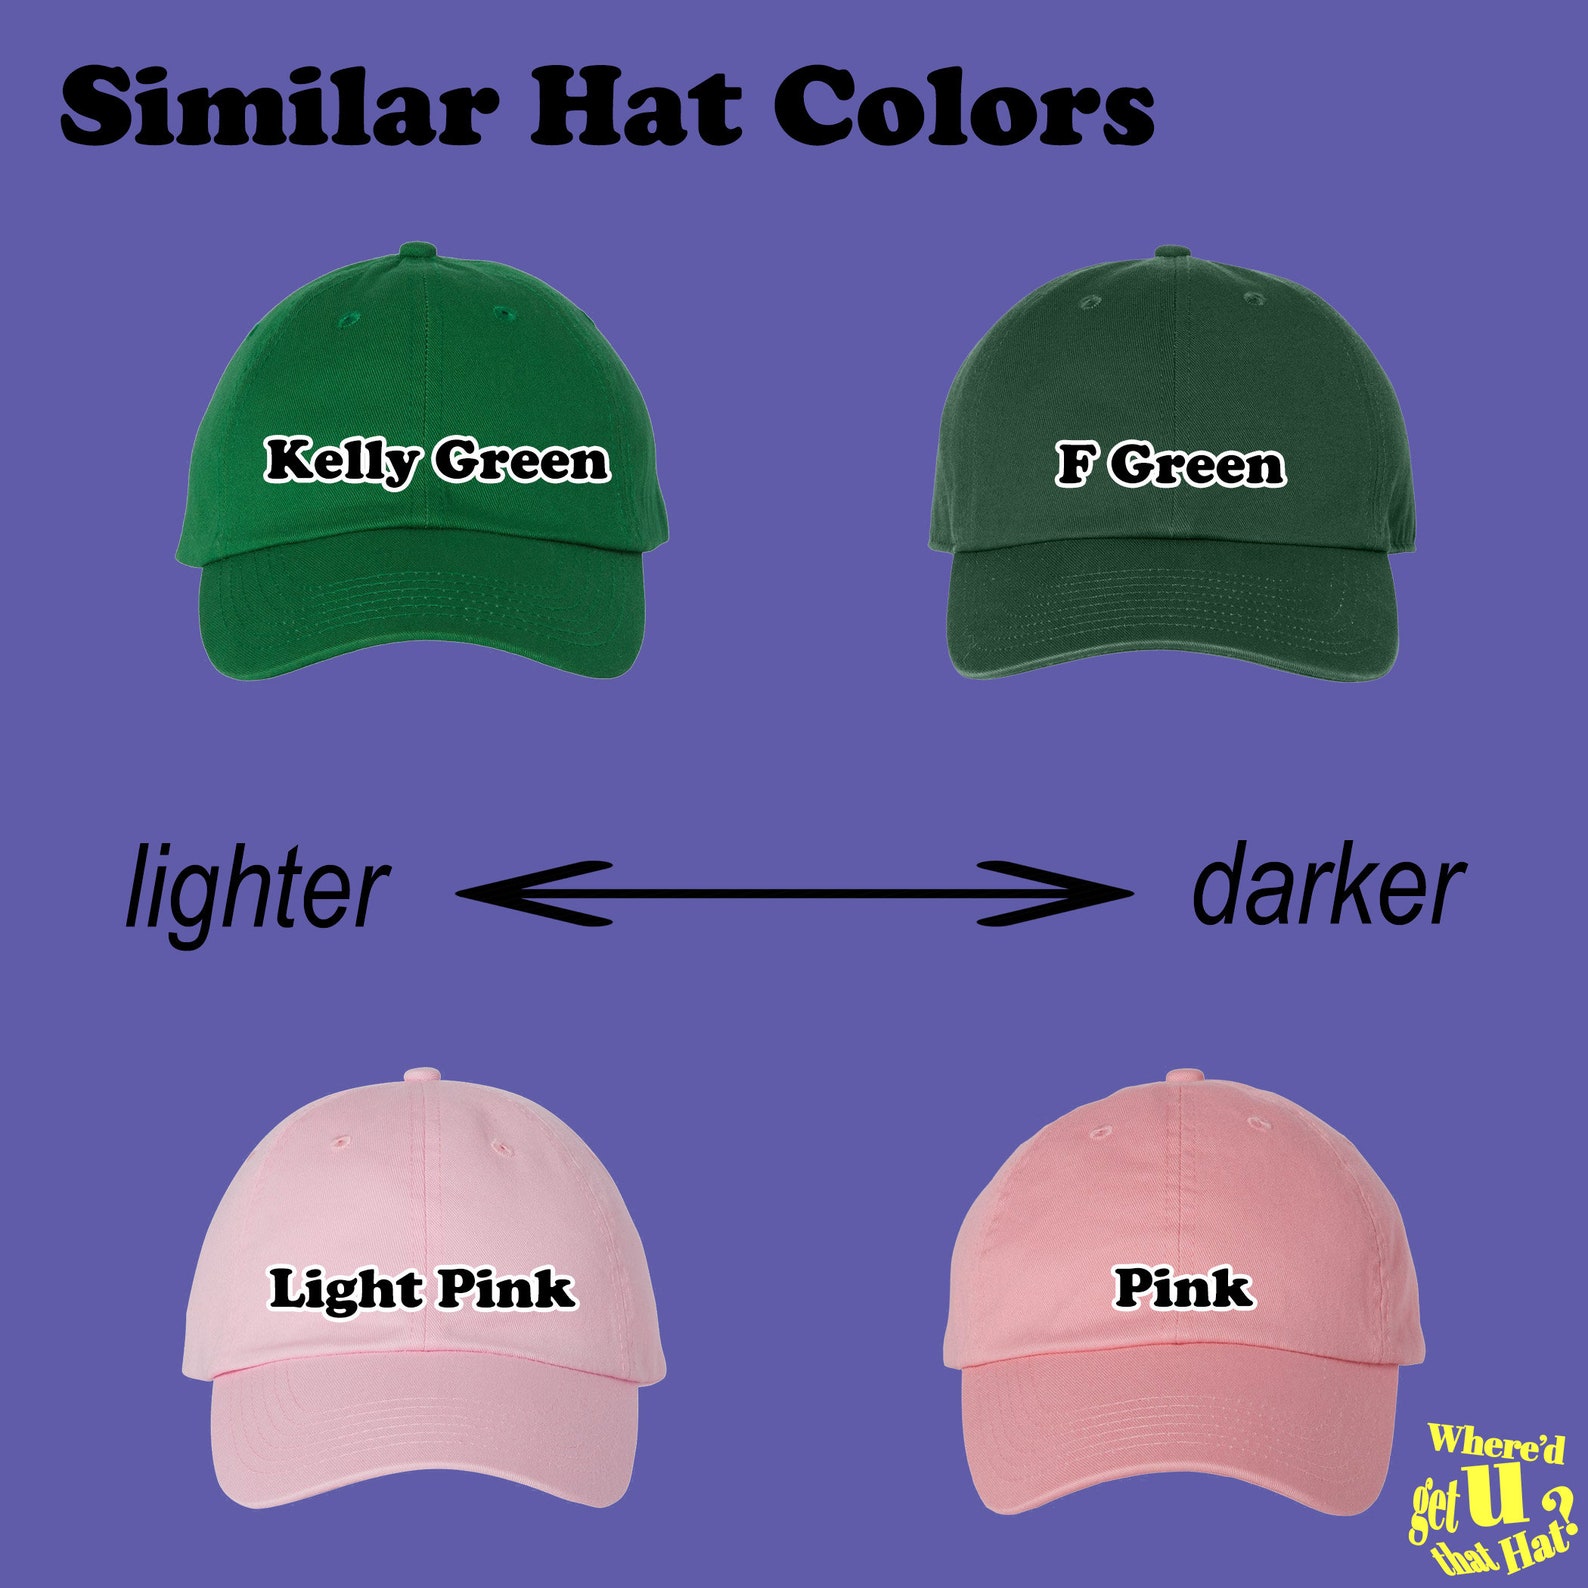 Similar Hat Colors
Kelly Green
F Green
lighter
darker
Light Pink
Pink
Where'd
get u
that Hat?